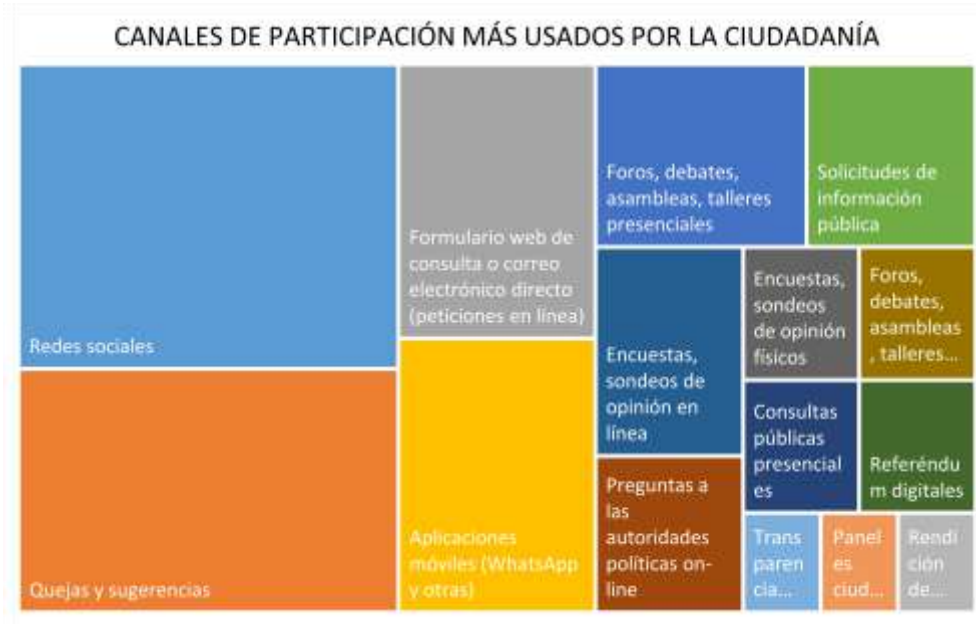 CANALES DE PARTICIPACIÓN MÁS USADOS POR LA CIUDADANÍA
Redes sociales
Quejas y sugerencias
Formulario web de
consulta o correo
electrónico directo
(peticiones en línea)
Aplicaciones
móviles (WhatsApp
y otras)
Foros, debates,
asambleas, talleres
presenciales
Solicitudes de
información
pública
Encuestas,
sondeos de
opinión en
línea
Preguntas a
las
autoridades
políticas on-
line
Encuestas,
sondeos
de opinión
físicos
Foros,
debates,
asambleas
, talleres...
Consultas
públicas
presencial
es
Referéndu
m digitales
Trans
paren
cia...
Panel
es
ciud...
Rendi
ción
de...